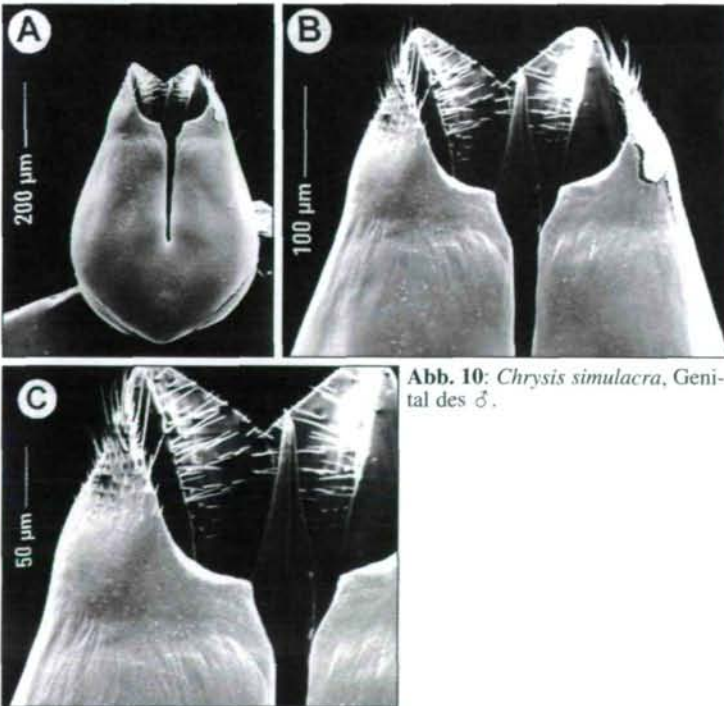 A
200 µm
B
100 µm
C
50 µm
Abb. 10: Chrysis simulacra, Geni-
tal des ♂.